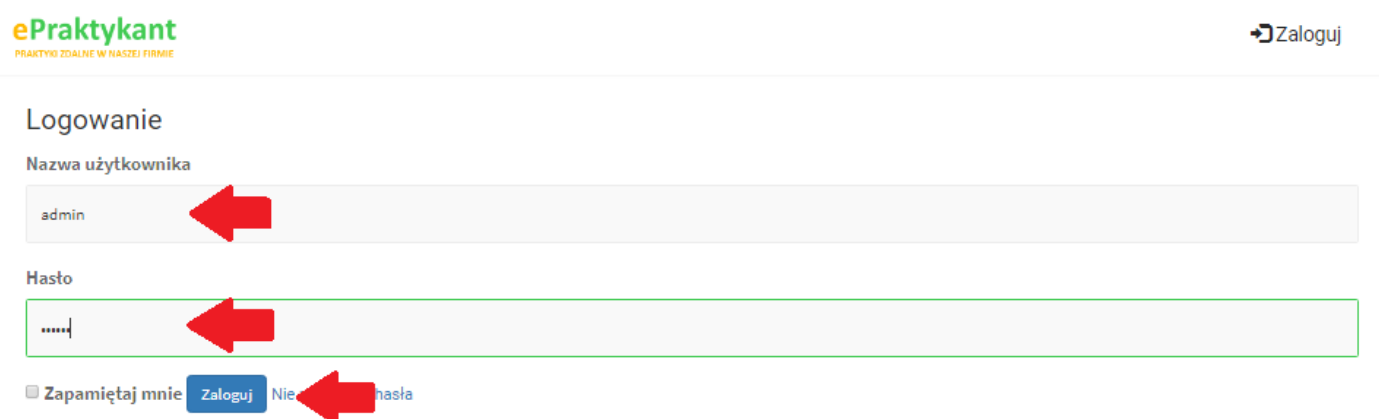 ePraktykant
PRAKTYKI ZDALNE W NASZEJ FIRMIE
Zaloguj
Logowanie
Nazwa użytkownika
admin
Hasło
••••••
Zapamiętaj mnie Zaloguj Nie hasła